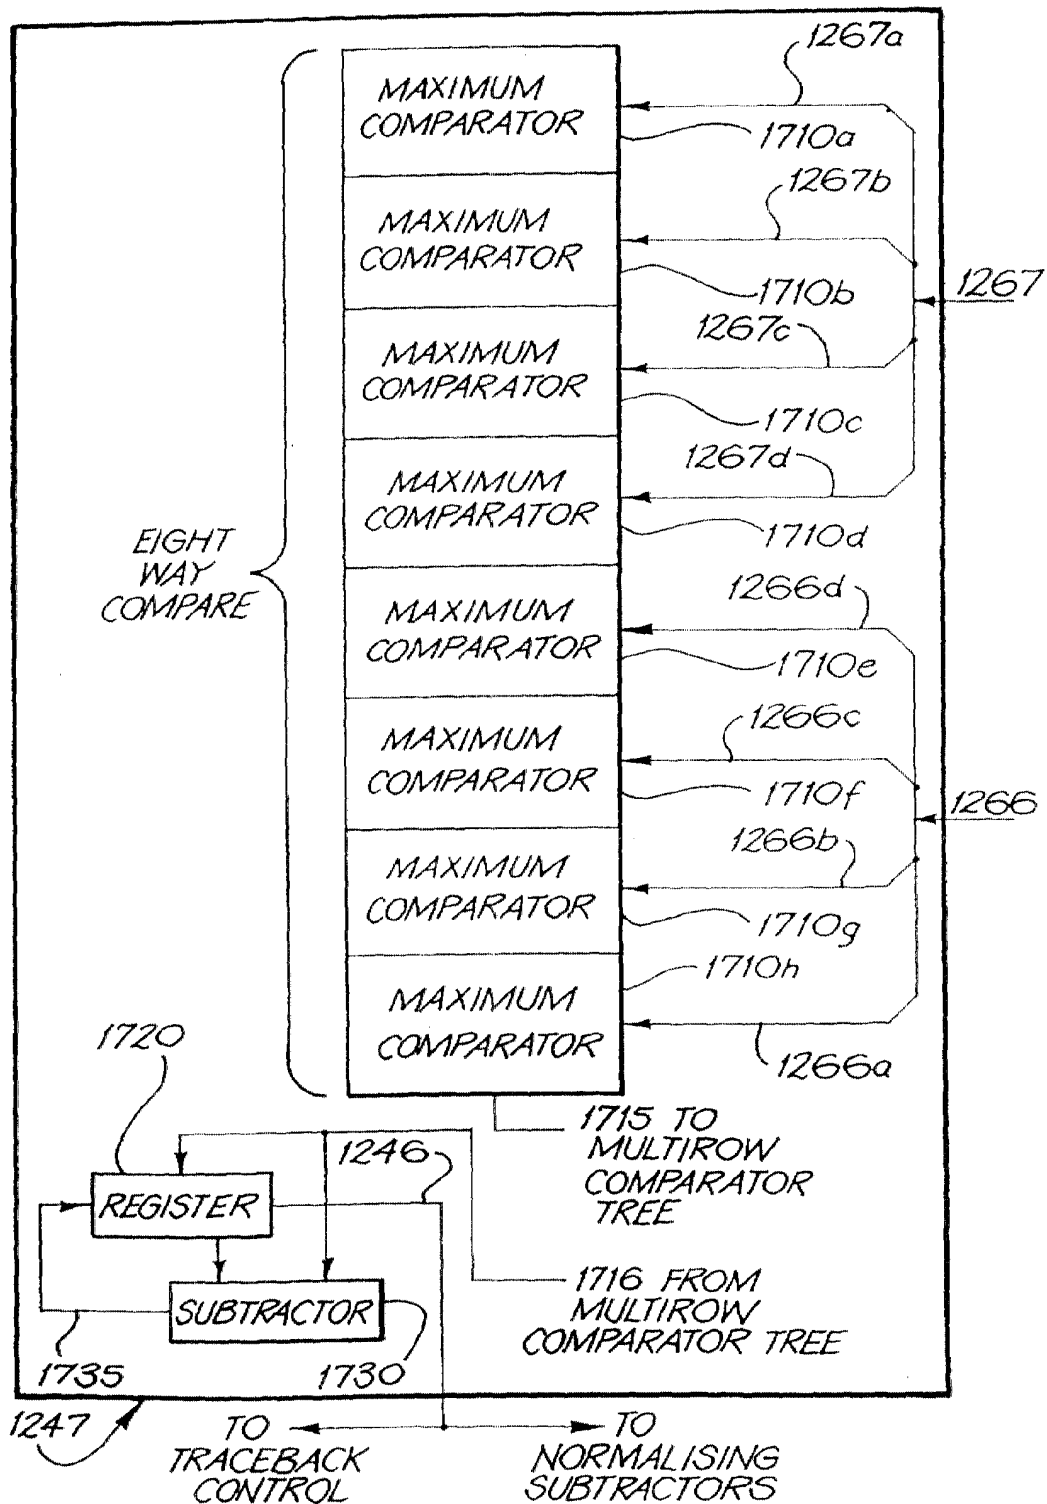 1267a
MAXIMUM
COMPARATOR
1710a
1267b
MAXIMUM
COMPARATOR
1710b
1267
1267c
MAXIMUM
COMPARATOR
1710c
1267d
MAXIMUM
COMPARATOR
1710d
EIGHT
WAY
COMPARE
1266d
MAXIMUM
COMPARATOR
1710e
1266c
MAXIMUM
COMPARATOR
1710f
1266
1266b
MAXIMUM
COMPARATOR
1710g
1710h
MAXIMUM
COMPARATOR
1266a
1720
1715 TO
MULTIROW
COMPARATOR
TREE
1246
REGISTER
1716 FROM
MULTIROW
COMPARATOR TREE
SUBTRACTOR
1735
1730
1247
TO
TRACEBACK
CONTROL
TO
NORMALISING
SUBTRACTORS